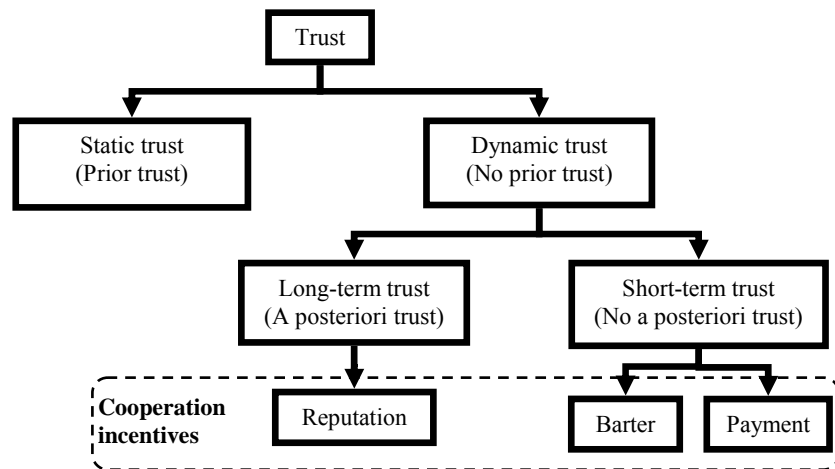 Trust
Static trust
(Prior trust)
Dynamic trust
(No prior trust)
Long-term trust
(A posteriori trust)
Short-term trust
(No a posteriori trust)
Cooperation
incentives
Reputation
Barter
Payment